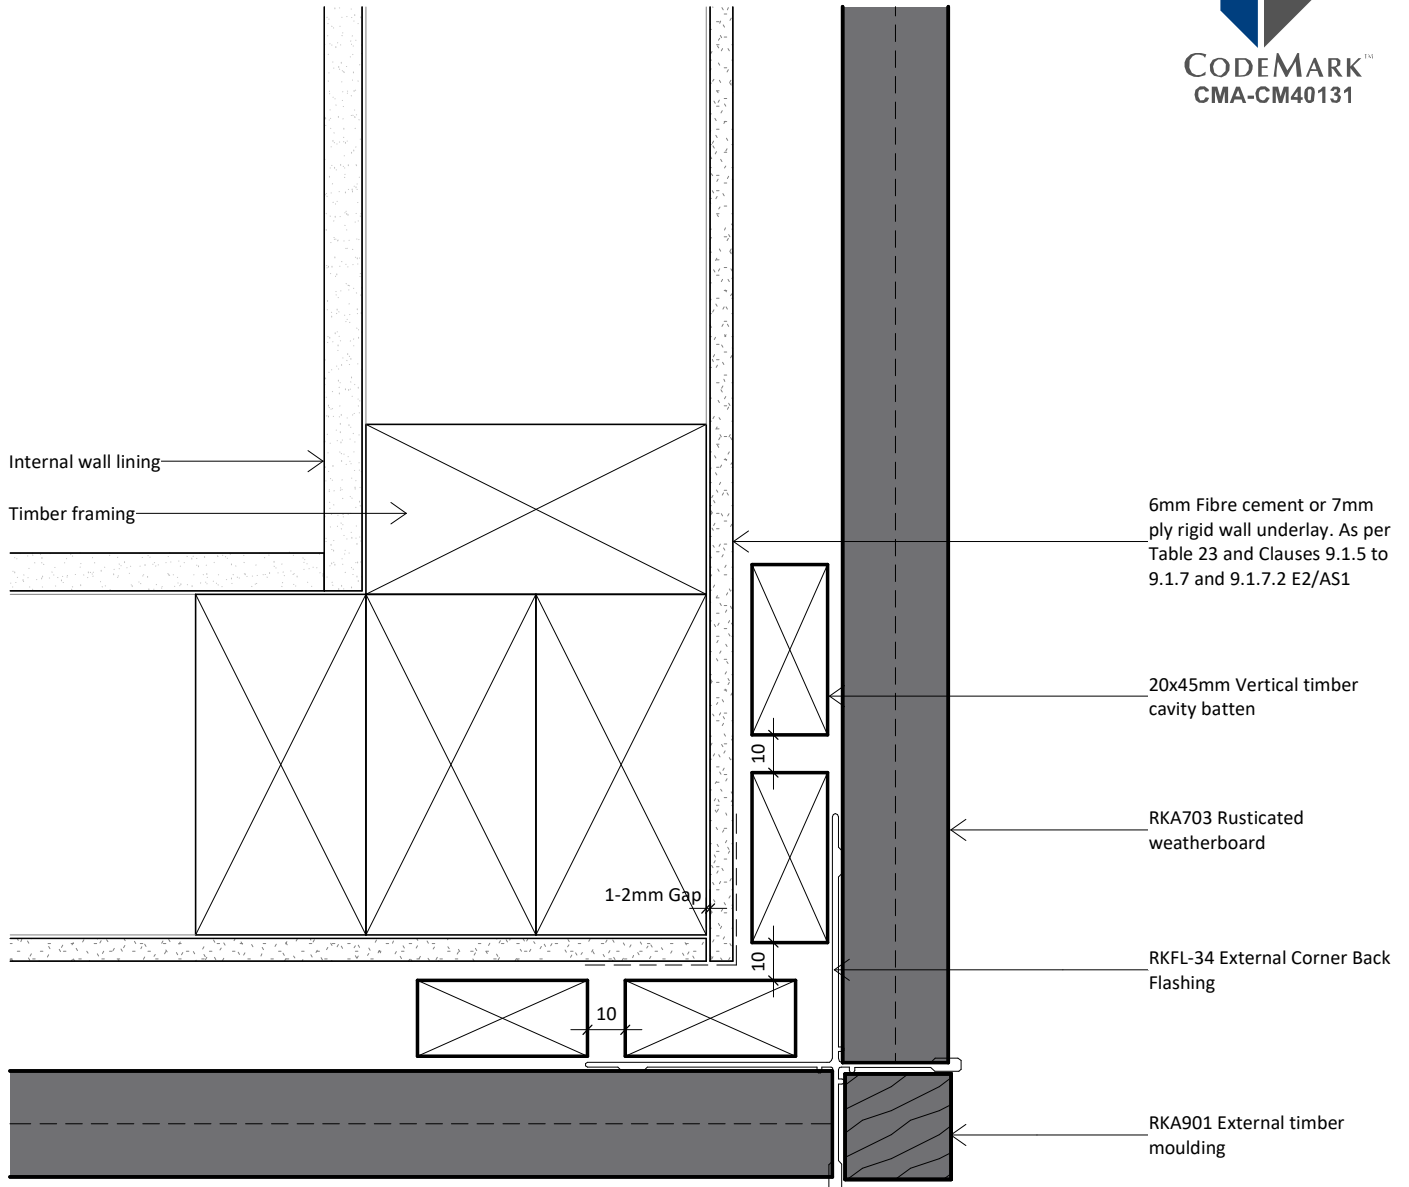 CODEMARK™
CMA-CM40131
Internal wall lining
Timber framing
6mm Fibre cement or 7mm
ply rigid wall underlay. As per
Table 23 and Clauses 9.1.5 to
9.1.7 and 9.1.7.2 E2/AS1
20x45mm Vertical timber
cavity batten
10
RKA703 Rusticated
weatherboard
1-2mm Gap
10
RKFL-34 External Corner Back
Flashing
10
RKA901 External timber
moulding